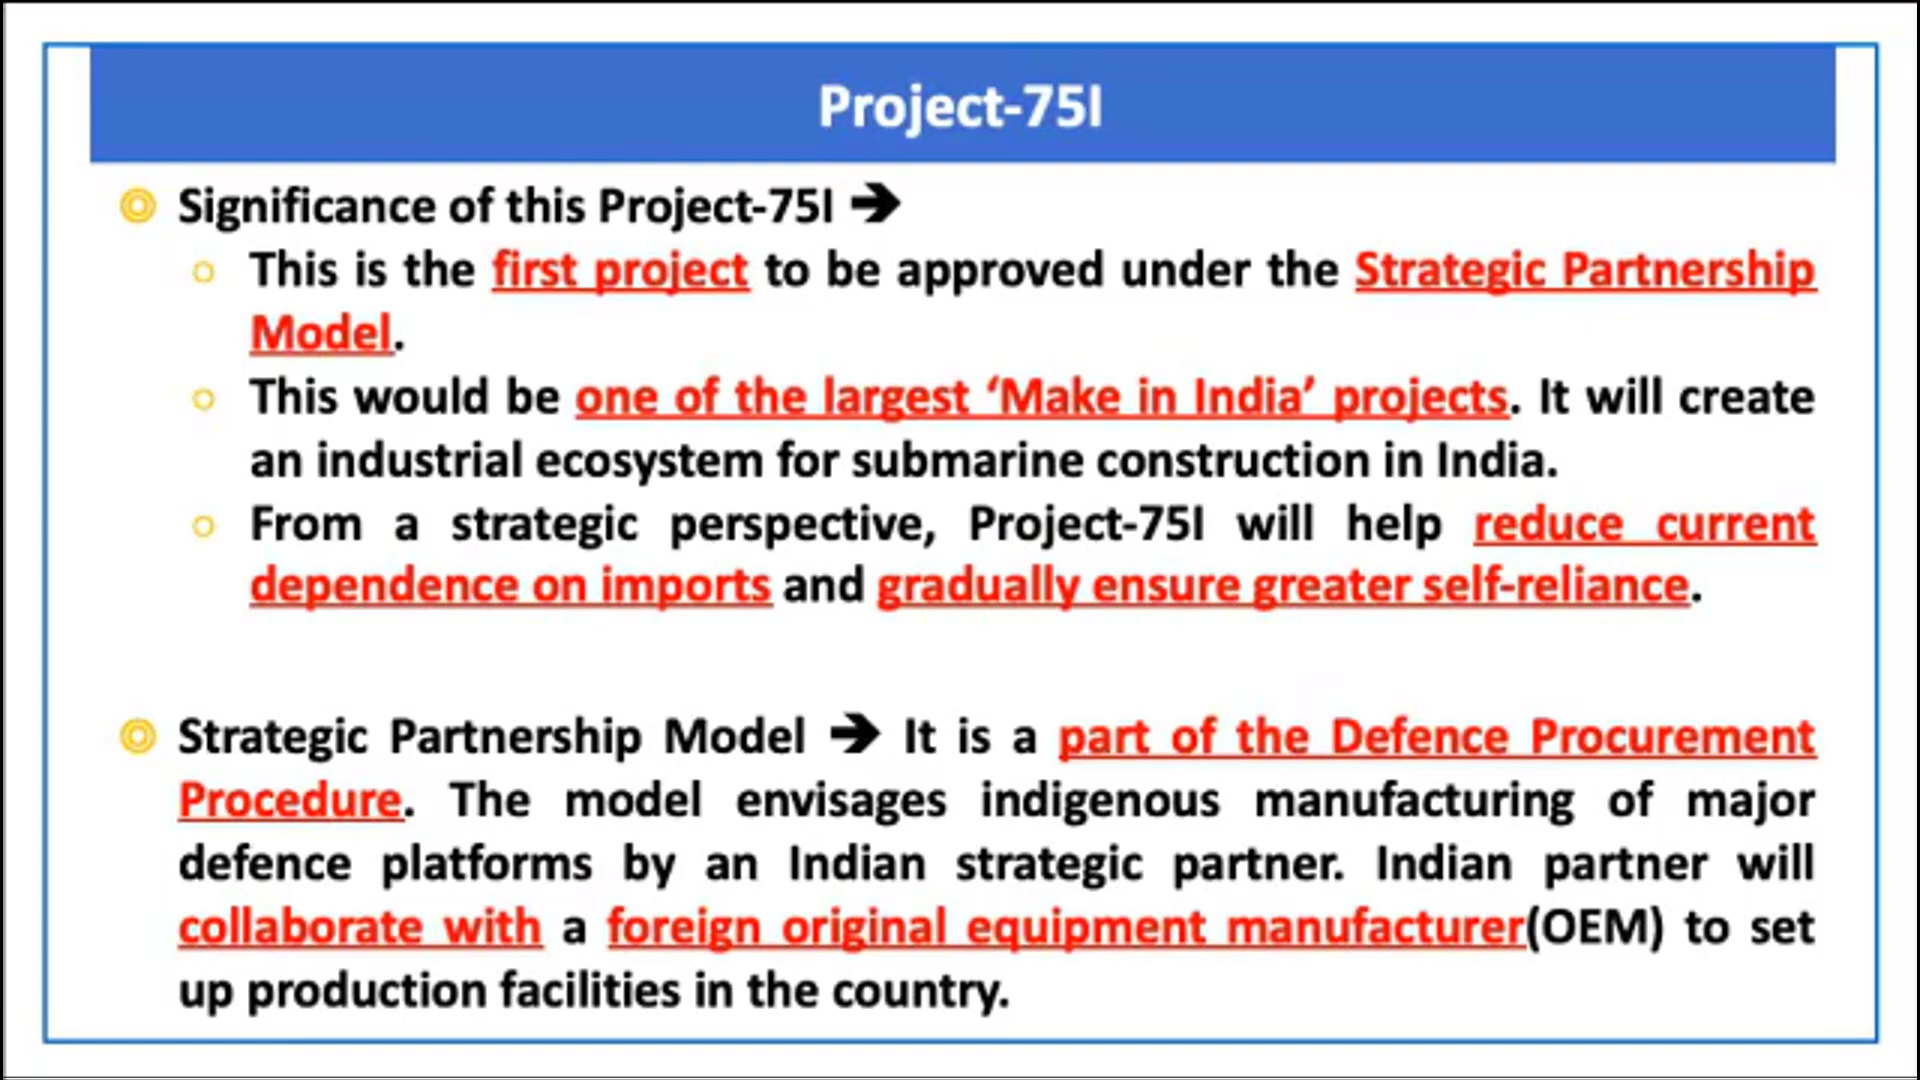 Project-75I
Significance of this Project-75I ➔
This is the first project to be approved under the Strategic Partnership
Model.
This would be one of the largest ‘Make in India’ projects. It will create
an industrial ecosystem for submarine construction in India.
From a strategic perspective, Project-75I will help reduce current
dependence on imports and gradually ensure greater self-reliance.
Strategic Partnership Model ➔ It is a part of the Defence Procurement
Procedure. The model envisages indigenous manufacturing of major
defence platforms by an Indian strategic partner. Indian partner will
collaborate with a foreign original equipment manufacturer(OEM) to set
up production facilities in the country.